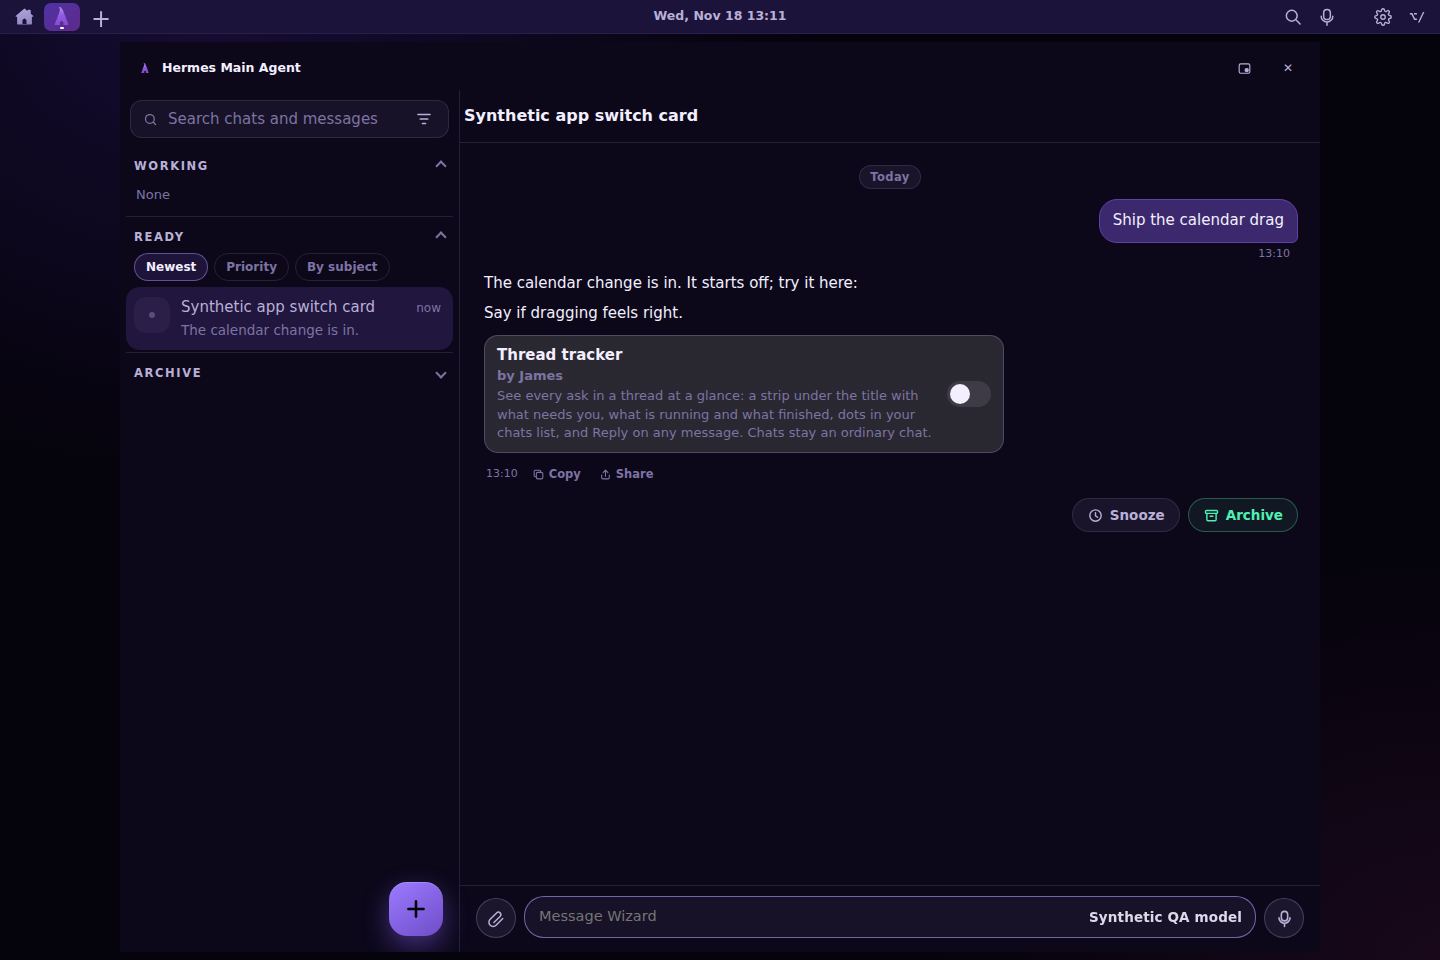 Wed, Nov 18 13:11
⌥/
Hermes Main Agent
Search chats and messages
WORKING
None
READY
Newest
Priority
By subject
Synthetic app switch card
now
The calendar change is in.
ARCHIVE
Synthetic app switch card
Today
Ship the calendar drag
13:10
The calendar change is in. It starts off; try it here:
Say if dragging feels right.
Thread tracker
by James
See every ask in a thread at a glance: a strip under the title with
what needs you, what is running and what finished, dots in your
chats list, and Reply on any message. Chats stay an ordinary chat.
13:10
Copy
Share
Snooze
Archive
Message Wizard
Synthetic QA model